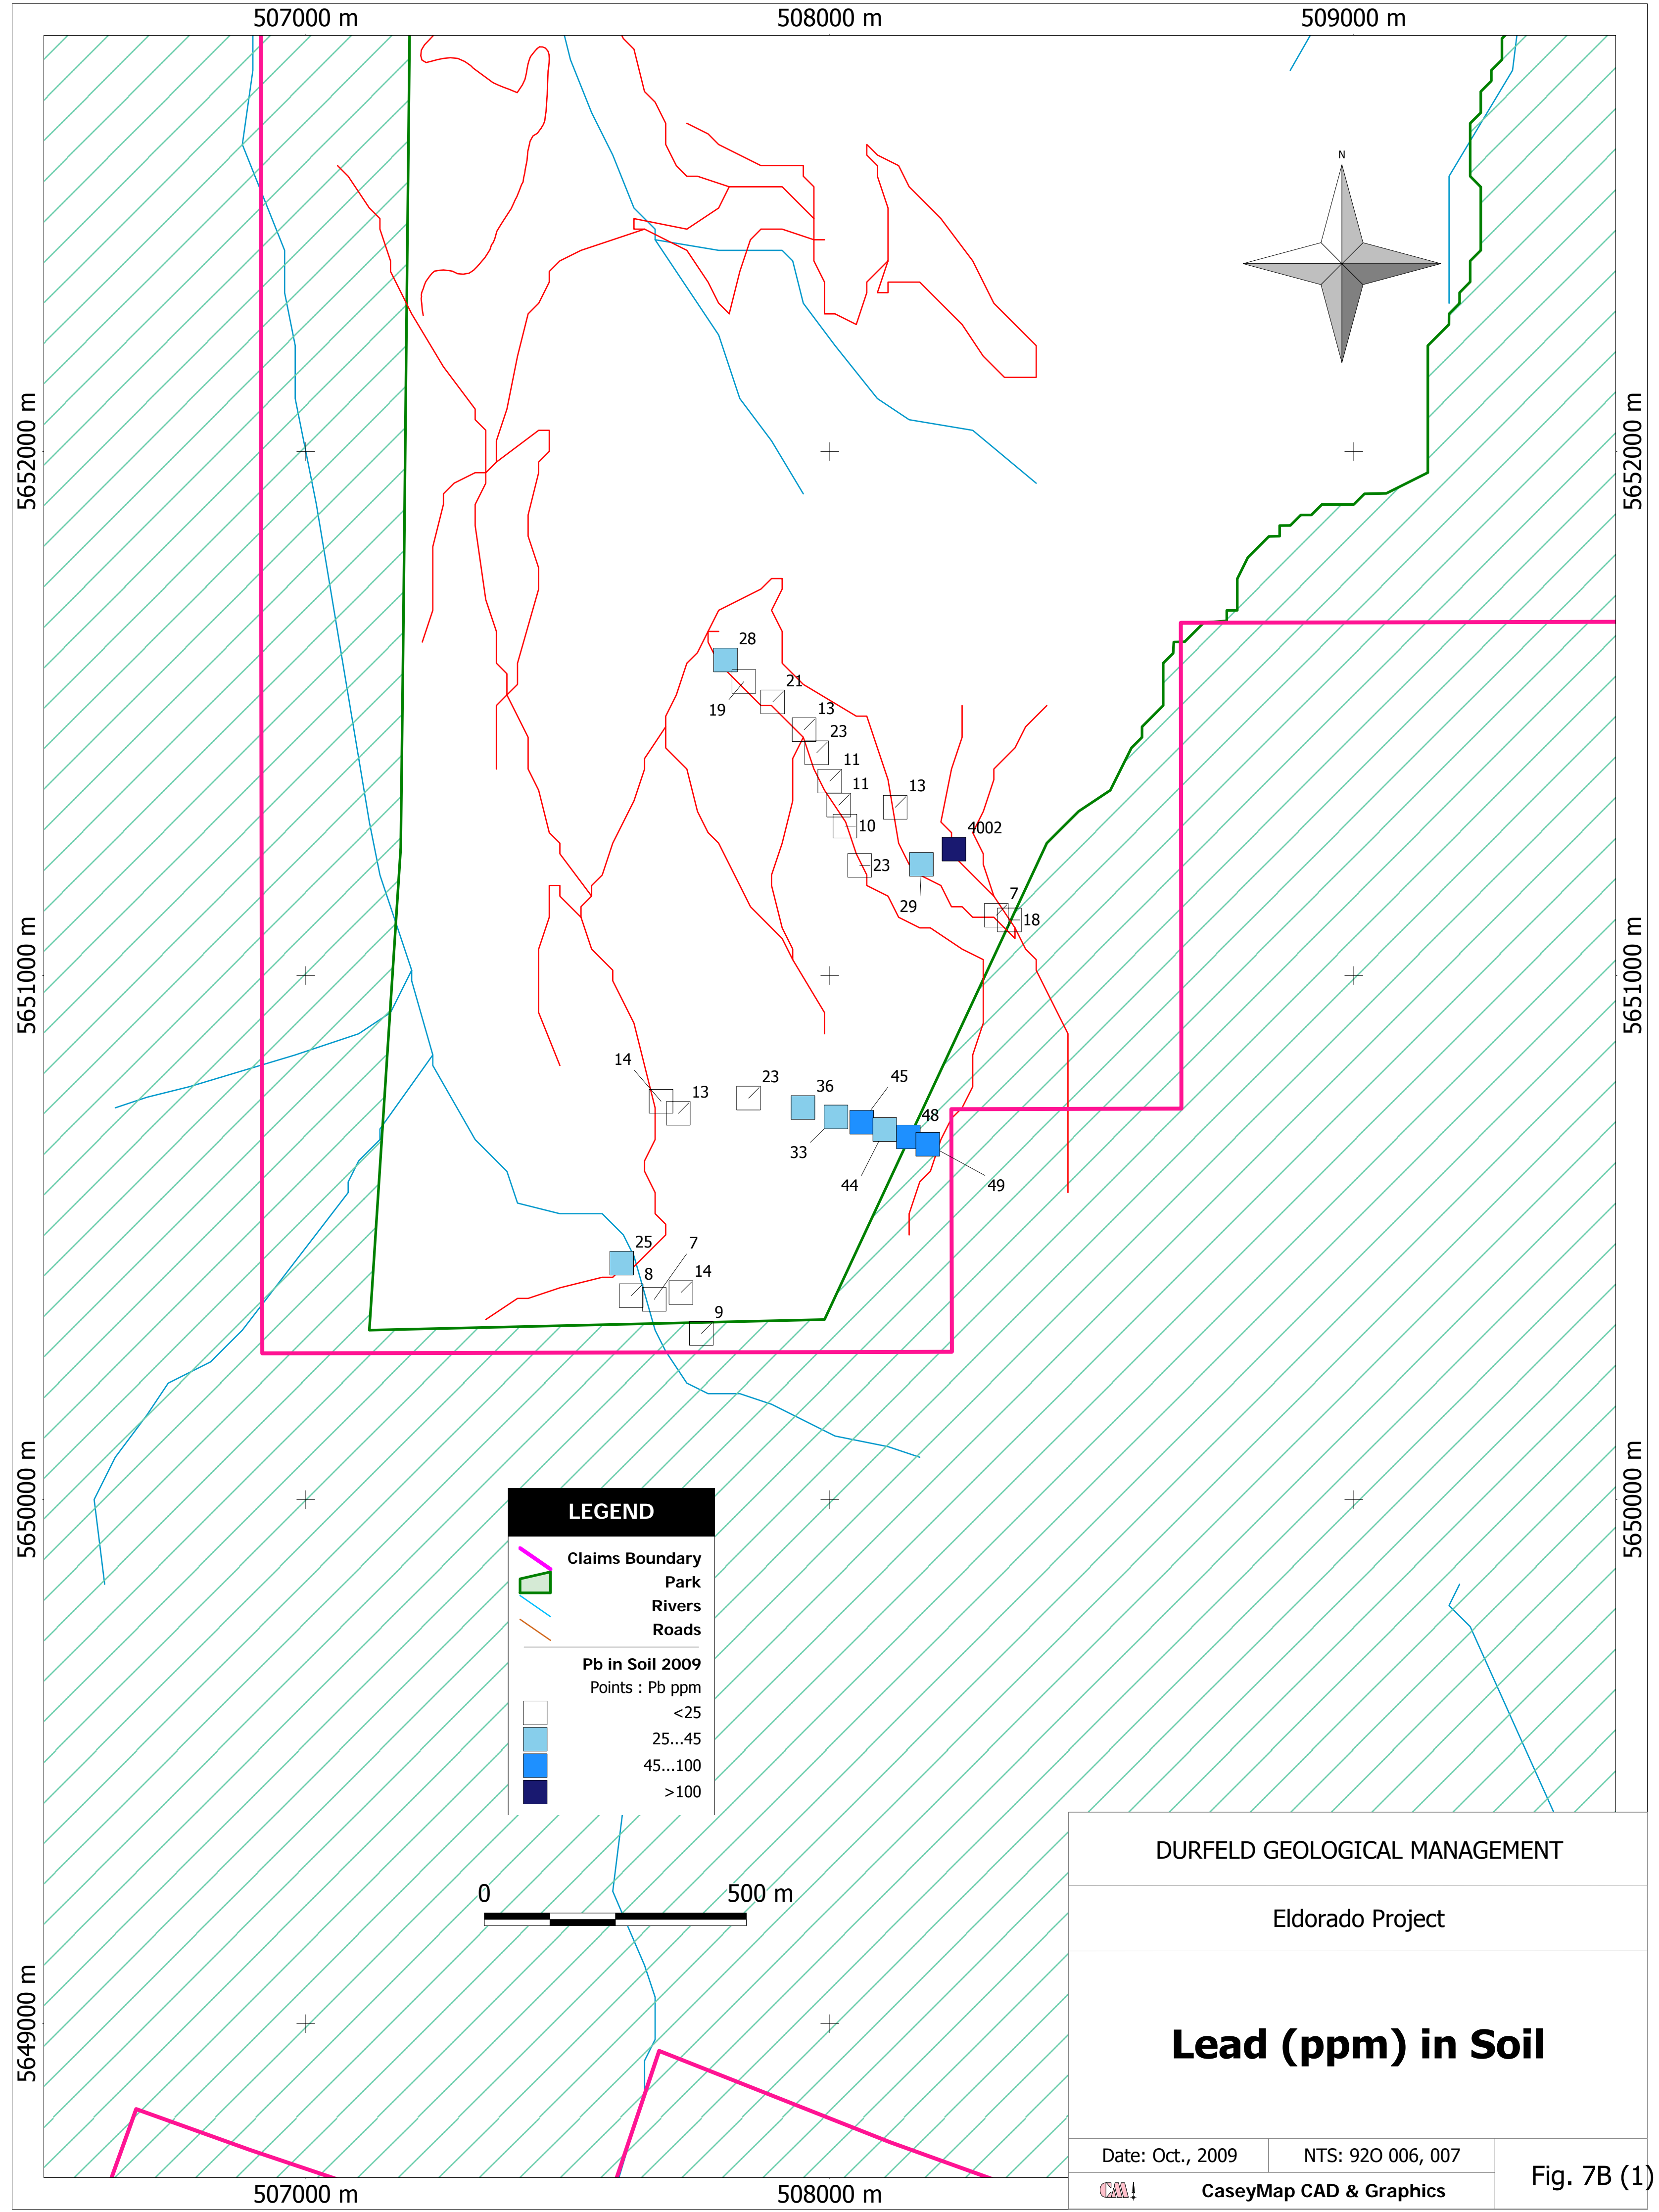 507000 m 508000 m 509000 m
N
5652000 m 5652000 m
28
19
21
13
23
11
11
13
10
4002
23
29
7
18
5651000 m 5651000 m
14
13
23
36
45
33
48
44
49
25
7
8
14
9
5650000 m 5650000 m
LEGEND
Claims Boundary
Park
Rivers
Roads
Pb in Soil 2009
Points : Pb ppm
<25
25...45
45...100
>100
0 500 m
5649000 m
DURFELD GEOLOGICAL MANAGEMENT
Eldorado Project
Lead (ppm) in Soil
Date: Oct., 2009 NTS: 92O 006, 007
CM CaseyMap CAD & Graphics
Fig. 7B (1)
507000 m 508000 m